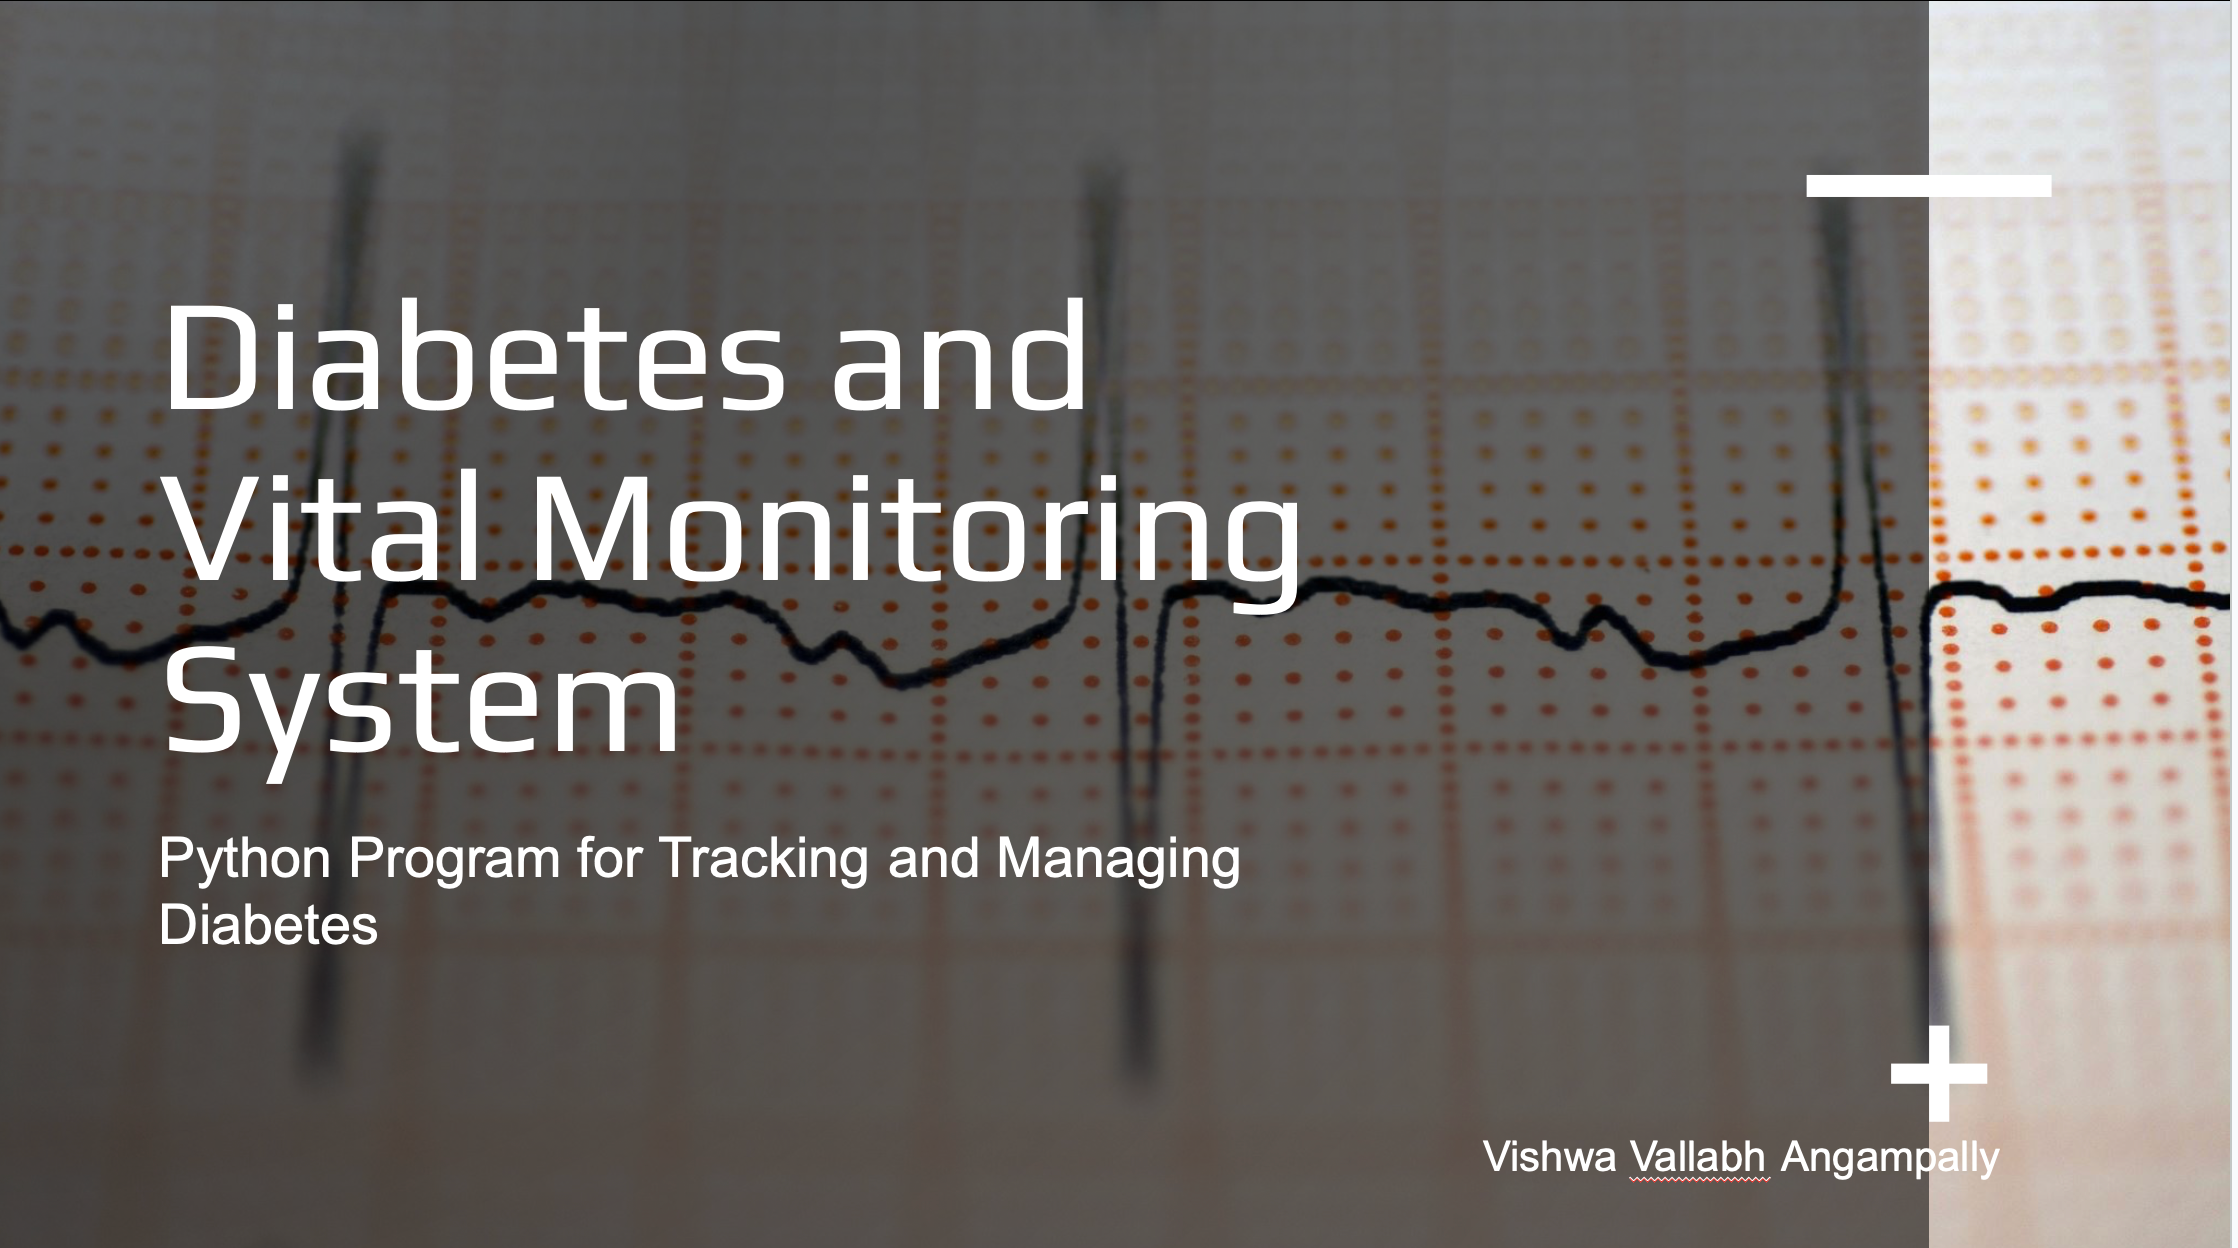 Diabetes and
Vital Monitoring
System
Python Program for Tracking and Managing
Diabetes
Vishwa Vallabh Angampally